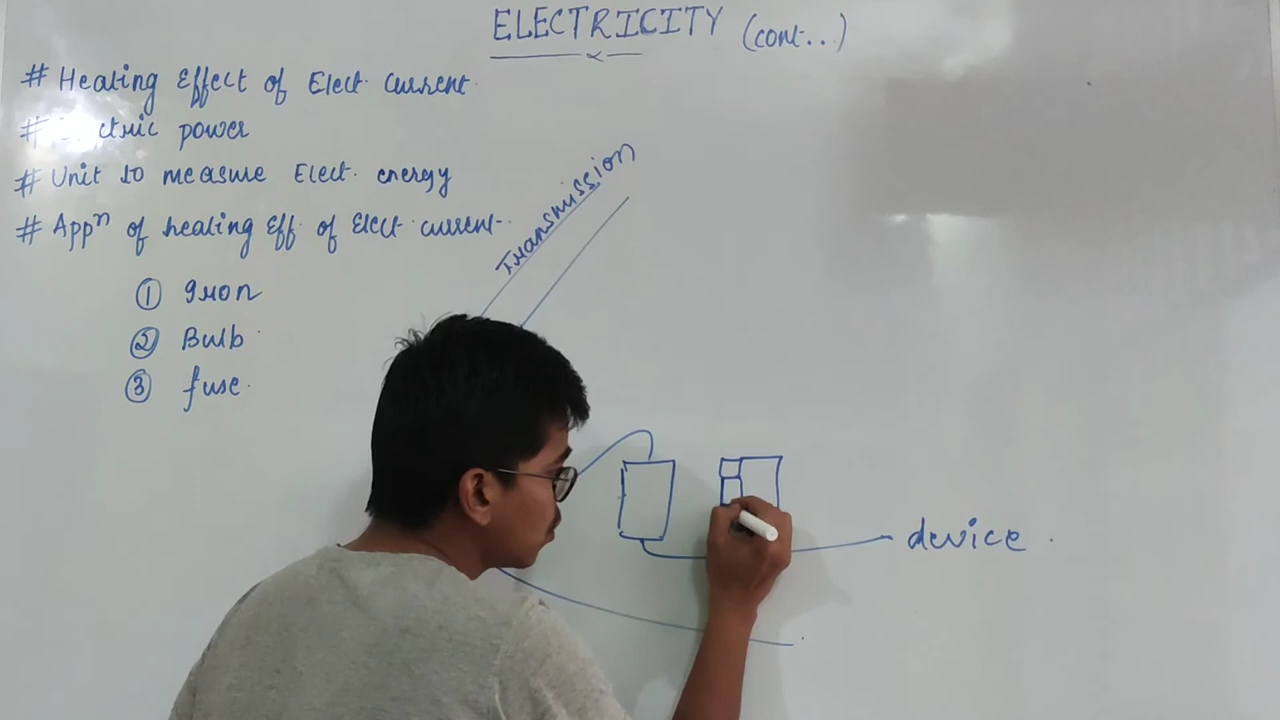 ELECTRICITY (cont...)
# Heating Effect of Elect. Current.
# power
# Unit to measure Elect. energy
# Appⁿ of heating Eff. of Elect. current.
① Iron
② Bulb
③ fuse.
Transmission
device.